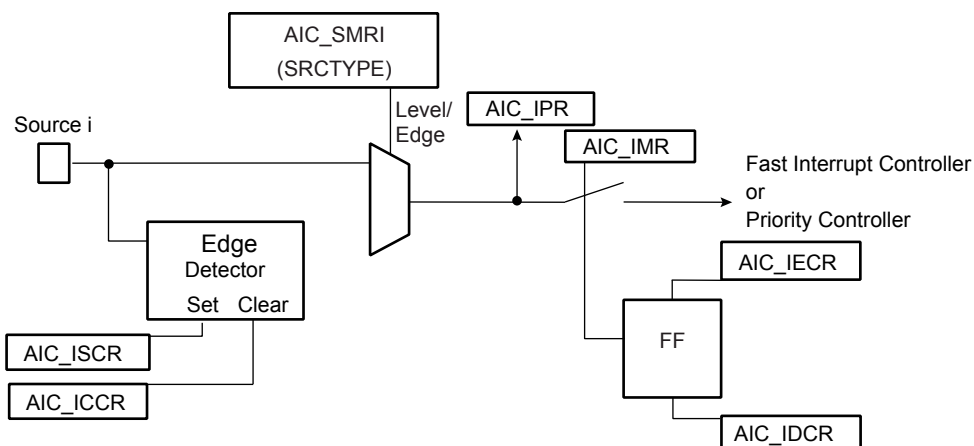 AIC_SMRI
(SRCTYPE)
Level/
Edge
AIC_IPR
Source i
AIC_IMR
Fast Interrupt Controller
or
Priority Controller
Edge
Detector
Set Clear
AIC_IECR
FF
AIC_ISCR
AIC_ICCR
AIC_IDCR